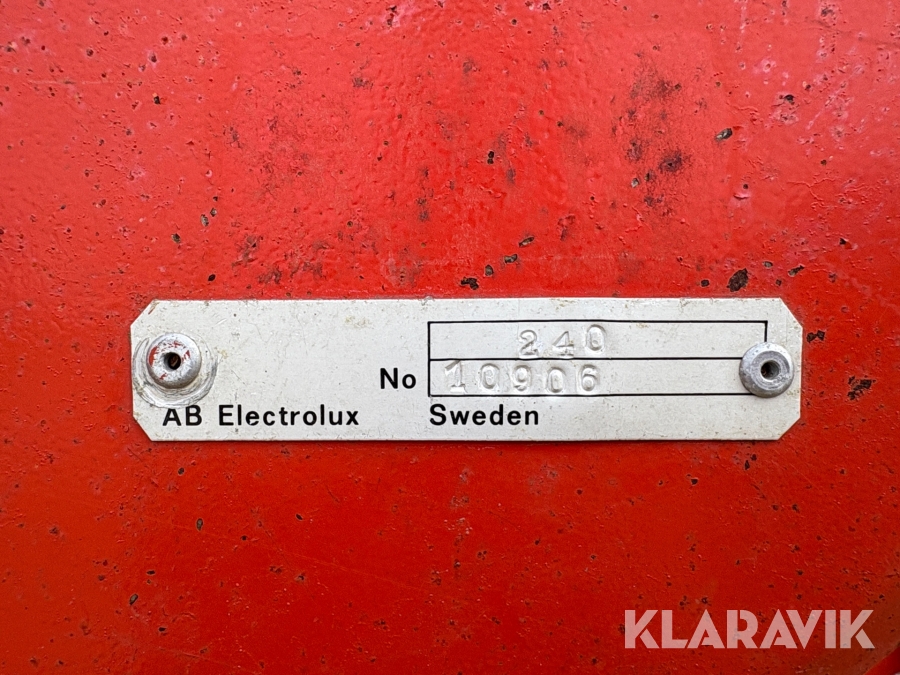 240
No 10906
AB Electrolux Sweden
KLARAVIK